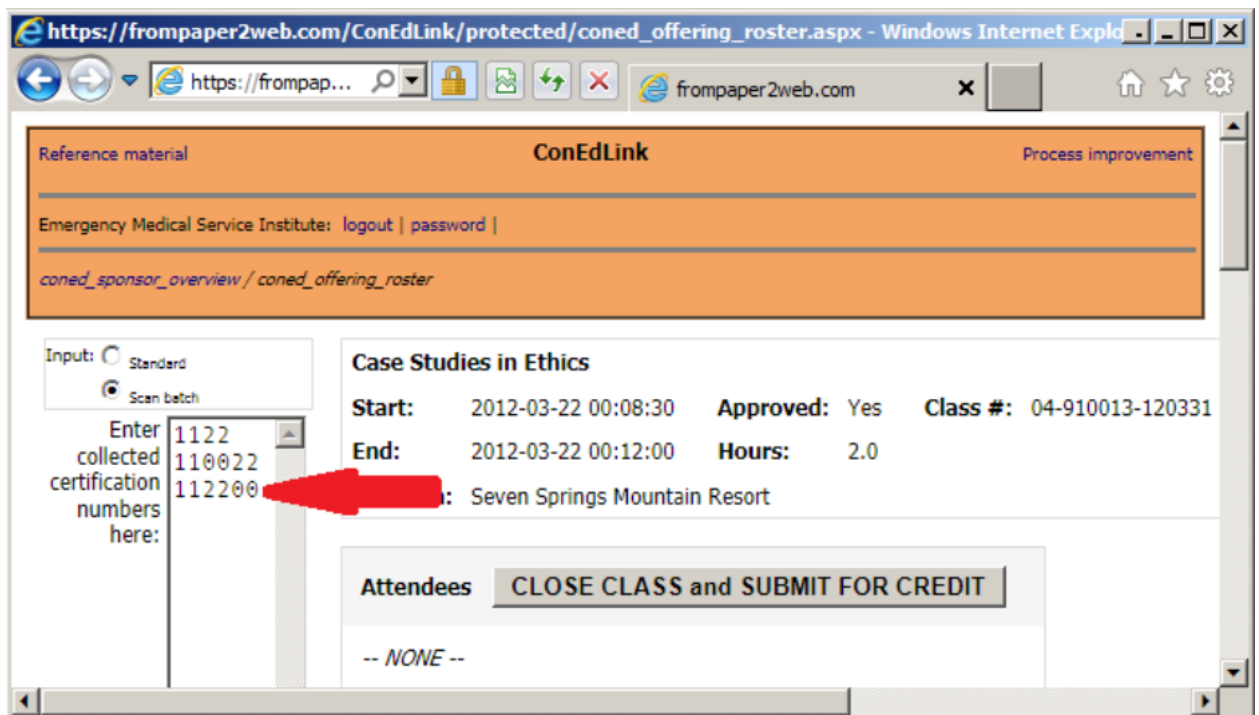 https://frompaper2web.com/ConEdLink/protected/coned_offering_roster.aspx - Windows Internet Explo
https://frompap...
frompaper2web.com
Reference material ConEdLink Process improvement
Emergency Medical Service Institute: logout | password |
coned_sponsor_overview / coned_offering_roster
Input: Standard
Scan batch
Enter collected certification numbers here:
1122
110022
112200
Case Studies in Ethics
Start: 2012-03-22 00:08:30 Approved: Yes Class #: 04-910013-120331
End: 2012-03-22 00:12:00 Hours: 2.0
: Seven Springs Mountain Resort
Attendees CLOSE CLASS and SUBMIT FOR CREDIT
-- NONE --